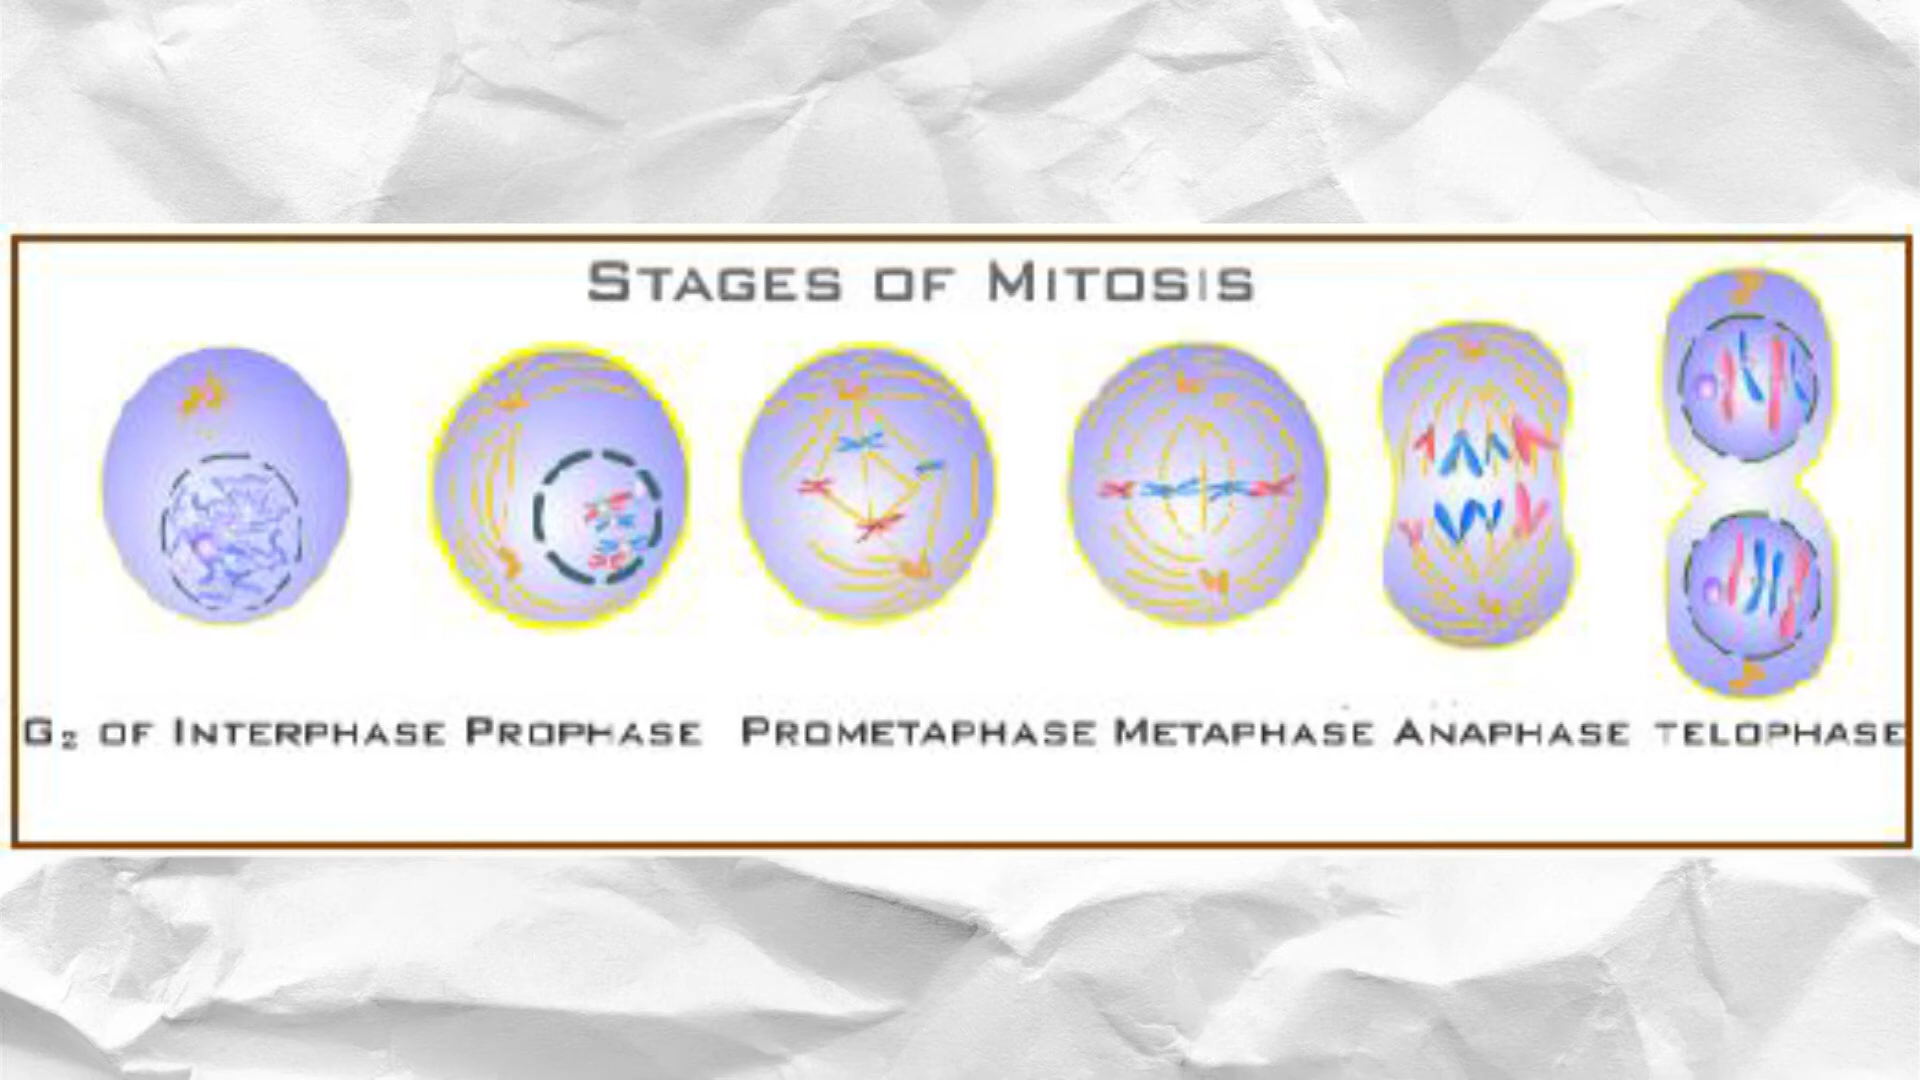 STAGES OF MITOSIS
G₂ OF INTERPHASE PROPHASE PROMETAPHASE METAPHASE ANAPHASE TELOPHASE